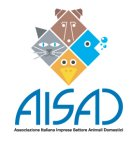 AISAD
Associazione Italiana Imprese Settore Animali Domestici